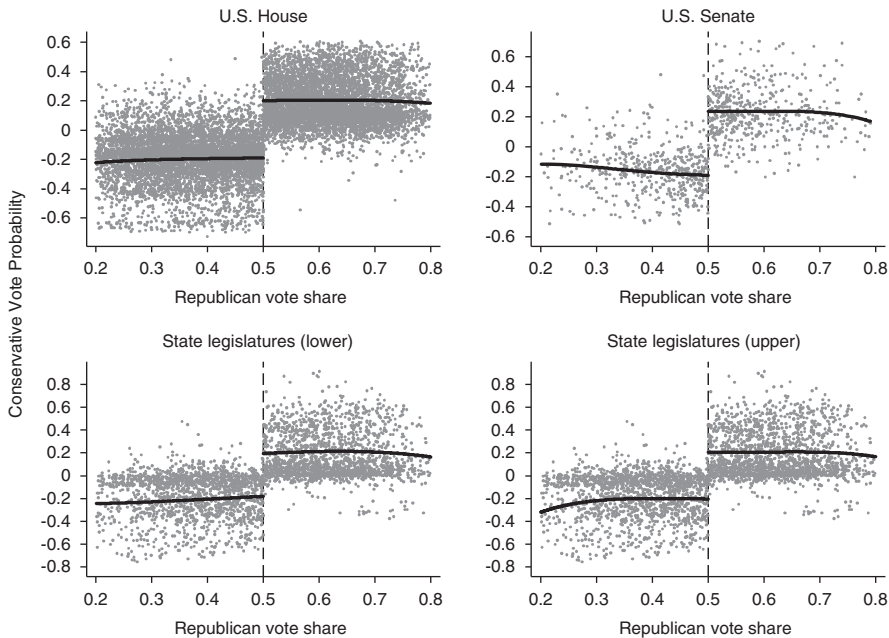 U.S. House
U.S. Senate
Conservative Vote Probability
0.6
0.4
0.2
0
-0.2
-0.4
-0.6
0.2 0.3 0.4 0.5 0.6 0.7 0.8
Republican vote share
0.6
0.4
0.2
0
-0.2
-0.4
-0.6
0.2 0.3 0.4 0.5 0.6 0.7 0.8
Republican vote share
State legislatures (lower)
0.8
0.6
0.4
0.2
0
-0.2
-0.4
-0.6
-0.8
0.2 0.3 0.4 0.5 0.6 0.7 0.8
Republican vote share
State legislatures (upper)
0.8
0.6
0.4
0.2
0
-0.2
-0.4
-0.6
-0.8
0.2 0.3 0.4 0.5 0.6 0.7 0.8
Republican vote share